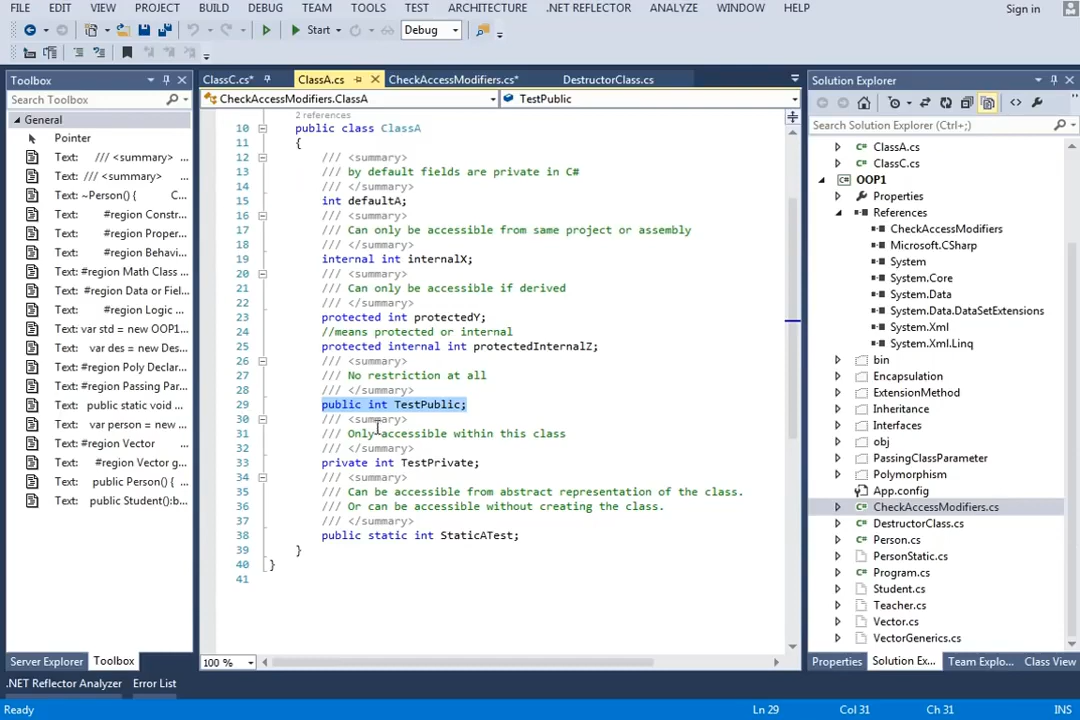 FILE EDIT VIEW PROJECT BUILD DEBUG TEAM TOOLS TEST ARCHITECTURE .NET REFLECTOR ANALYZE WINDOW HELP Sign in
Start Debug
Toolbox
Search Toolbox
General
Pointer
Text: /// <summary> ...
Text: /// <summary> ...
Text: ~Person() { C...
Text: #region Constr...
Text: #region Proper...
Text: #region Behavi...
Text: #region Math Class ...
Text: #region Data or Fiel...
Text: #region Logic ...
Text: var std = new OOP1...
Text: var des = new Des...
Text: #region Poly Declar...
Text: #region Passing Par...
Text: public static void ...
Text: var person = new ...
Text: #region Vector
Text: #region Vector g...
Text: public Person() { ...
Text: public Student():b...
Server Explorer Toolbox
ClassC.cs* ClassA.cs CheckAccessModifiers.cs* DestructorClass.cs
CheckAccessModifiers.ClassA TestPublic
2 references
10 public class ClassA
11 {
12 /// <summary>
13 /// by default fields are private in C#
14 /// </summary>
15 int defaultA;
16 /// <summary>
17 /// Can only be accessible from same project or assembly
18 /// </summary>
19 internal int internalX;
20 /// <summary>
21 /// Can only be accessible if derived
22 /// </summary>
23 protected int protectedY;
24 //means protected or internal
25 protected internal int protectedInternalZ;
26 /// <summary>
27 /// No restriction at all
28 /// </summary>
29 public int TestPublic;
30 /// <summary>
31 /// Only accessible within this class
32 /// </summary>
33 private int TestPrivate;
34 /// <summary>
35 /// Can be accessible from abstract representation of the class.
36 /// Or can be accessible without creating the class.
37 /// </summary>
38 public static int StaticATest;
39 }
40 }
41
100 %
Solution Explorer
Search Solution Explorer (Ctrl+;)
ClassA.cs
ClassC.cs
OOP1
Properties
References
CheckAccessModifiers
Microsoft.CSharp
System
System.Core
System.Data
System.Data.DataSetExtensions
System.Xml
System.Xml.Linq
bin
Encapsulation
ExtensionMethod
Inheritance
Interfaces
obj
PassingClassParameter
Polymorphism
App.config
CheckAccessModifiers.cs
DestructorClass.cs
Person.cs
PersonStatic.cs
Program.cs
Student.cs
Teacher.cs
Vector.cs
VectorGenerics.cs
Properties Solution Ex... Team Explo... Class View
.NET Reflector Analyzer Error List
Ready Ln 29 Col 31 Ch 31 INS